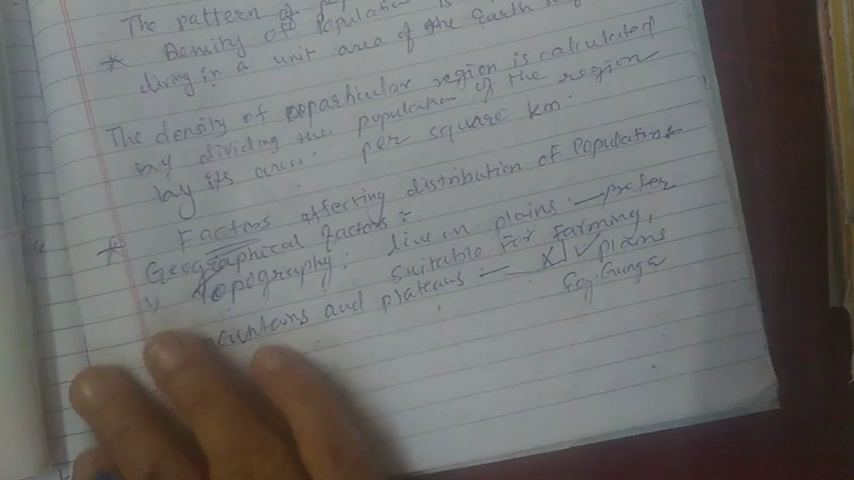 The pattern of
* Density of Population is
living in a unit area of the Earth
The density of particular region is calculated
by dividing the population of the region
by its area. per square km.
* Factors affecting distribution of Population:-
Geographical factors:-
1) Topography: live on plains - prefer
suitable for farming,
mountains and plateaus - x] ✓ plains
Eg. Ganga